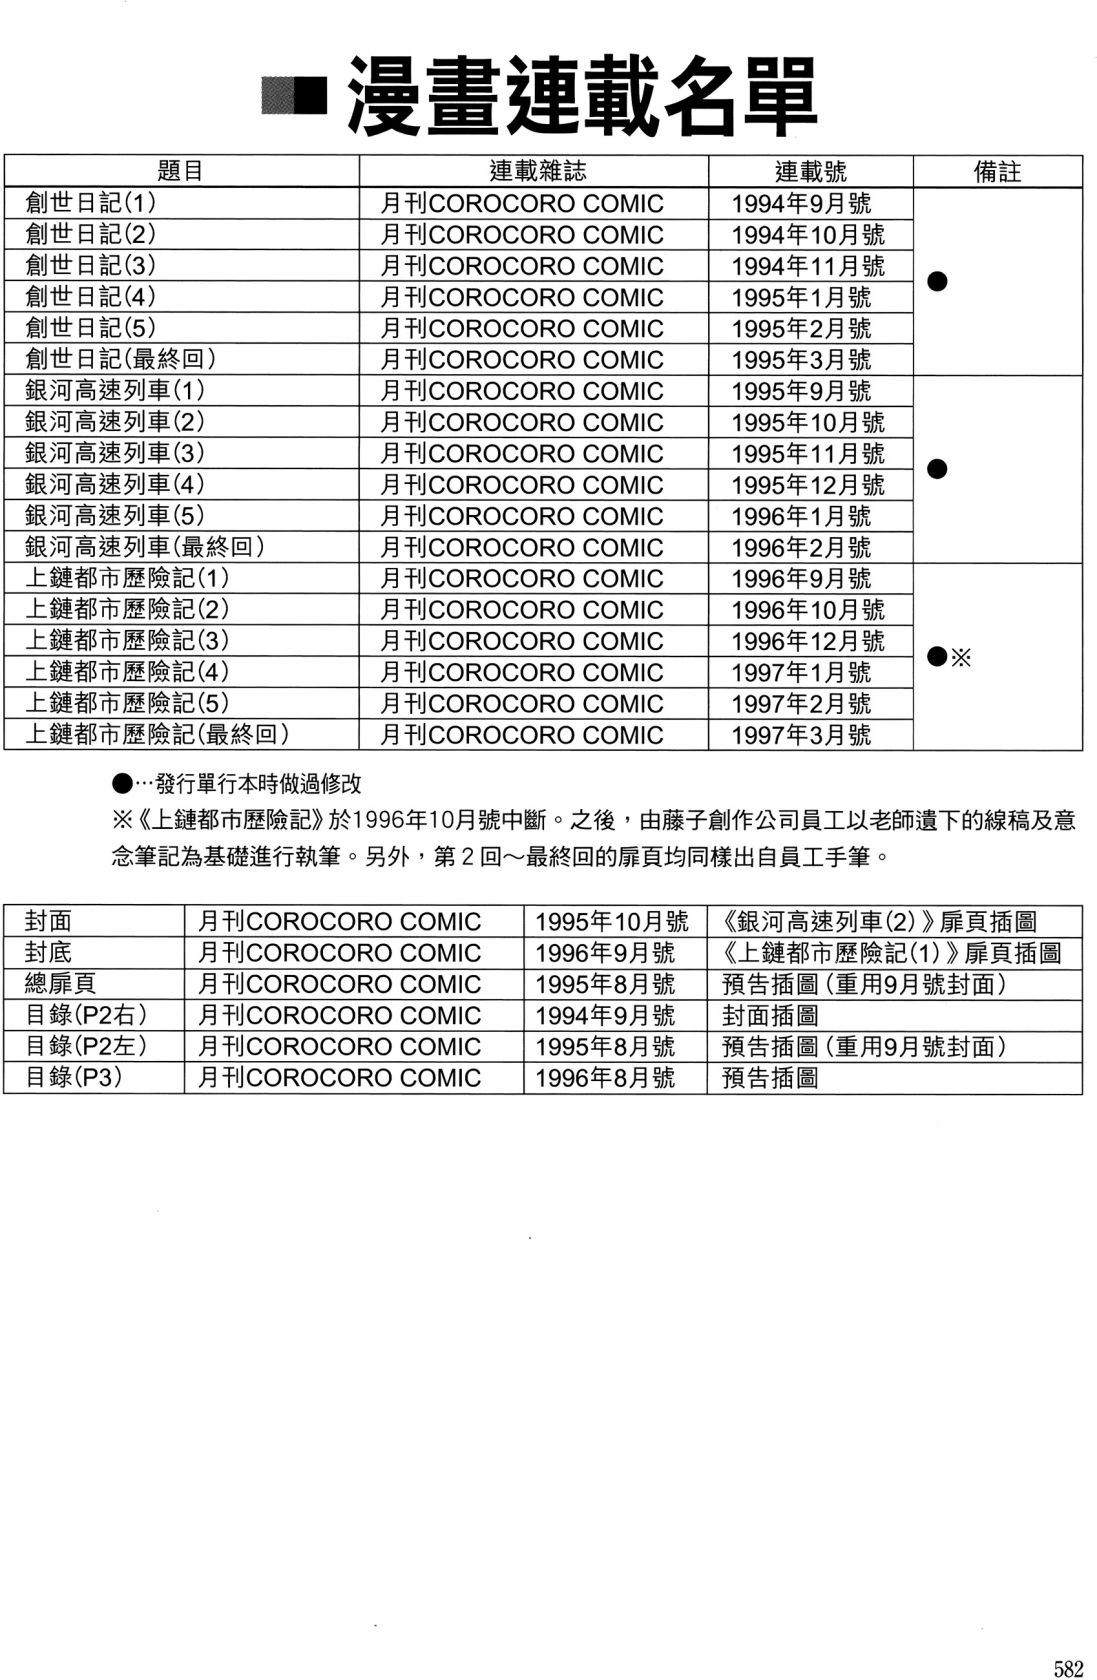 漫畫連載名單
題目 連載雜誌 連載號 備註
創世日記(1) 月刊COROCORO COMIC 1994年9月號
創世日記(2) 月刊COROCORO COMIC 1994年10月號
創世日記(3) 月刊COROCORO COMIC 1994年11月號 ●
創世日記(4) 月刊COROCORO COMIC 1995年1月號
創世日記(5) 月刊COROCORO COMIC 1995年2月號
創世日記(最終回) 月刊COROCORO COMIC 1995年3月號
銀河高速列車(1) 月刊COROCORO COMIC 1995年9月號
銀河高速列車(2) 月刊COROCORO COMIC 1995年10月號
銀河高速列車(3) 月刊COROCORO COMIC 1995年11月號 ●
銀河高速列車(4) 月刊COROCORO COMIC 1995年12月號
銀河高速列車(5) 月刊COROCORO COMIC 1996年1月號
銀河高速列車(最終回) 月刊COROCORO COMIC 1996年2月號
上鏈都市歷險記(1) 月刊COROCORO COMIC 1996年9月號
上鏈都市歷險記(2) 月刊COROCORO COMIC 1996年10月號
上鏈都市歷險記(3) 月刊COROCORO COMIC 1996年12月號 ●※
上鏈都市歷險記(4) 月刊COROCORO COMIC 1997年1月號
上鏈都市歷險記(5) 月刊COROCORO COMIC 1997年2月號
上鏈都市歷險記(最終回) 月刊COROCORO COMIC 1997年3月號
●…發行單行本時做過修改
※《上鏈都市歷險記》於1996年10月號中斷。之後，由藤子創作公司員工以老師遺下的線稿及意
念筆記為基礎進行執筆。另外，第2回～最終回的扉頁均同樣出自員工手筆。
封面 月刊COROCORO COMIC 1995年10月號 《銀河高速列車(2)》扉頁插圖
封底 月刊COROCORO COMIC 1996年9月號 《上鏈都市歷險記(1)》扉頁插圖
總扉頁 月刊COROCORO COMIC 1995年8月號 預告插圖(重用9月號封面)
目錄(P2右) 月刊COROCORO COMIC 1994年9月號 封面插圖
目錄(P2左) 月刊COROCORO COMIC 1995年8月號 預告插圖(重用9月號封面)
目錄(P3) 月刊COROCORO COMIC 1996年8月號 預告插圖
582